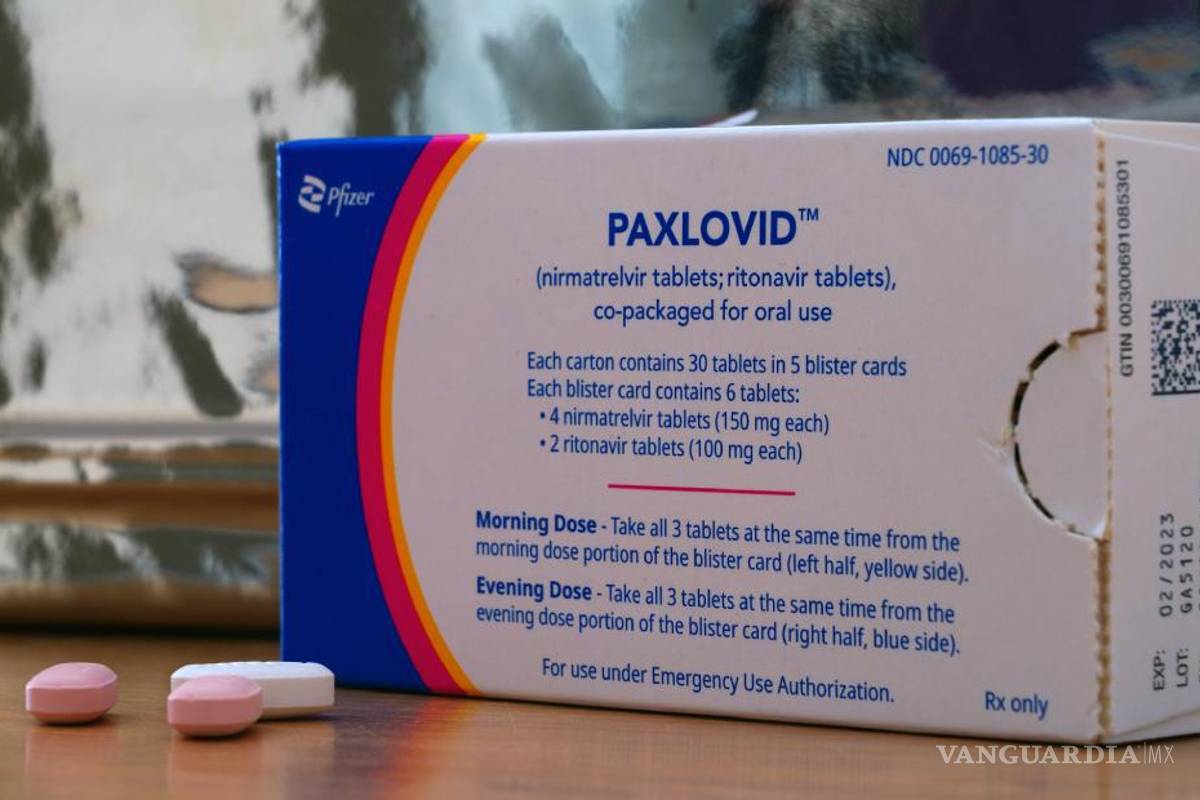 Pfizer
NDC 0069-1085-30
PAXLOVID™
(nirmatrelvir tablets; ritonavir tablets),
co-packaged for oral use
Each carton contains 30 tablets in 5 blister cards
Each blister card contains 6 tablets:
• 4 nirmatrelvir tablets (150 mg each)
• 2 ritonavir tablets (100 mg each)
Morning Dose - Take all 3 tablets at the same time from the
morning dose portion of the blister card (left half, yellow side).
Evening Dose - Take all 3 tablets at the same time from the
evening dose portion of the blister card (right half, blue side).
For use under Emergency Use Authorization.
Rx only
GTIN 00300691085301
EXP: 02/2023
LOT: GA5120
VANGUARDIA|MX